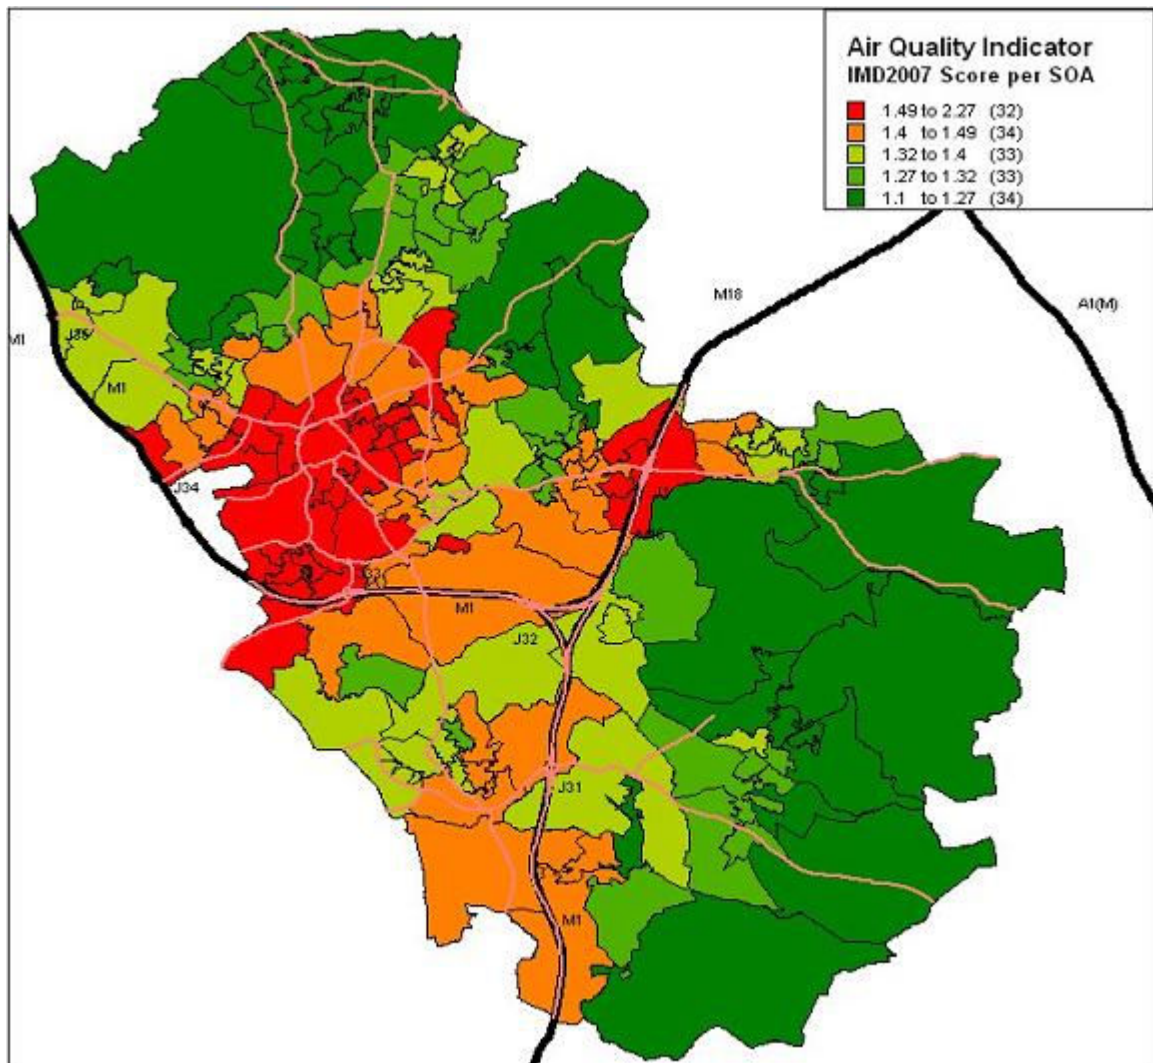 Air Quality Indicator
IMD2007 Score per SOA
1.49 to 2.27 (32)
1.4 to 1.49 (34)
1.32 to 1.4 (33)
1.27 to 1.32 (33)
1.1 to 1.27 (34)
M18
A1(M)
M1
J35
M1
J34
M1
J32
J31
M1